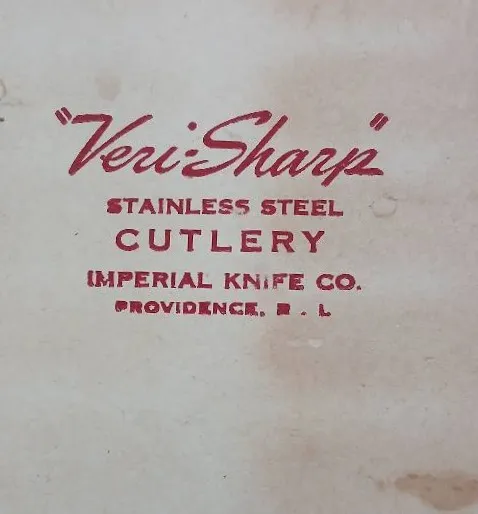 "Veri-Sharp"
STAINLESS STEEL
CUTLERY
IMPERIAL KNIFE CO.
PROVIDENCE, R. I.